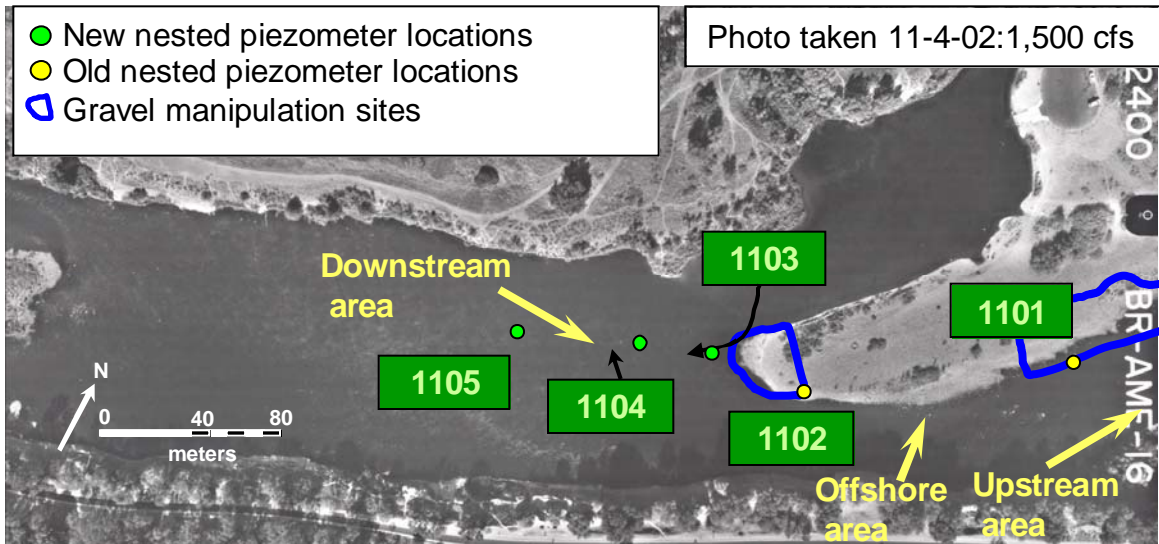 New nested piezometer locations
Old nested piezometer locations
Gravel manipulation sites
Photo taken 11-4-02:1,500 cfs
2400
BR-AMF-16
1103
Downstream
area
1101
1105
1104
1102
N
0 40 80
meters
Offshore
area
Upstream
area